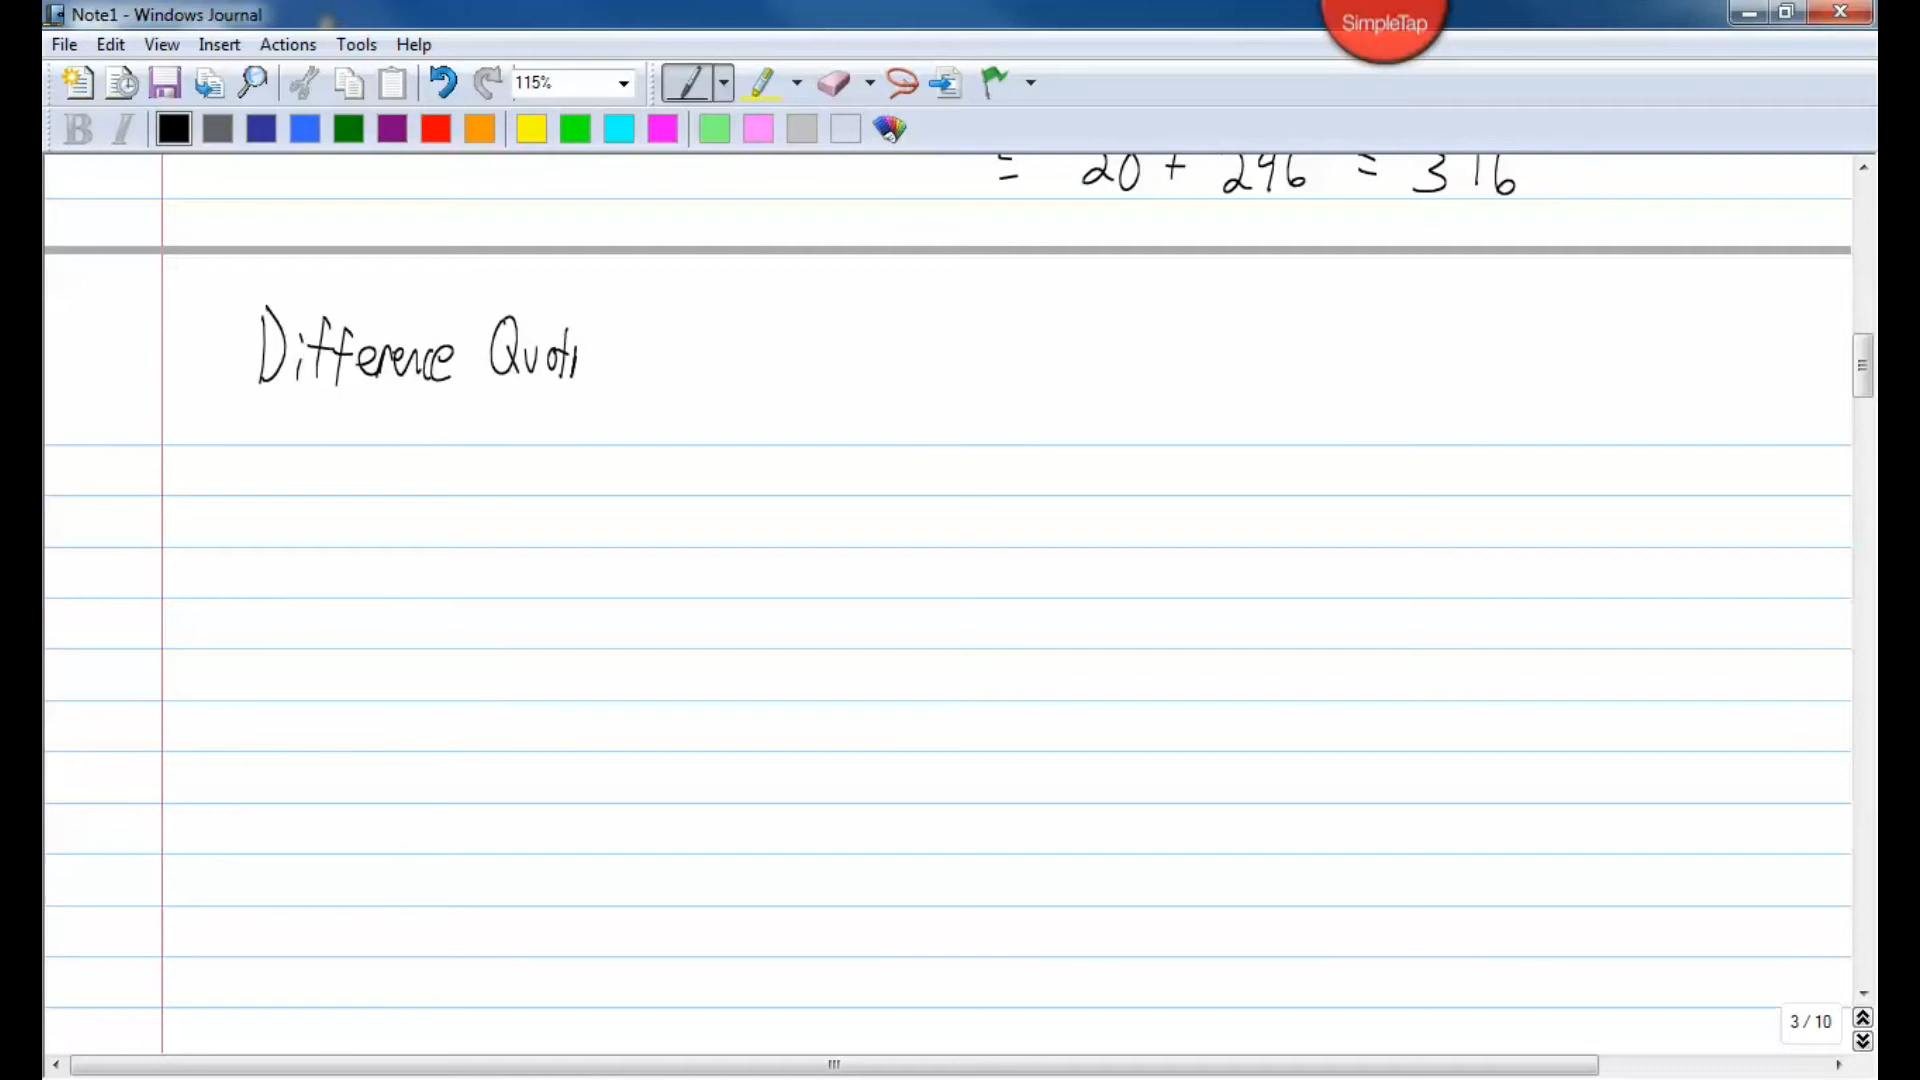 Note1 - Windows Journal
SimpleTap
File Edit View Insert Actions Tools Help
115%
B I
= 20 + 296 = 316
Difference Quoti
3 / 10